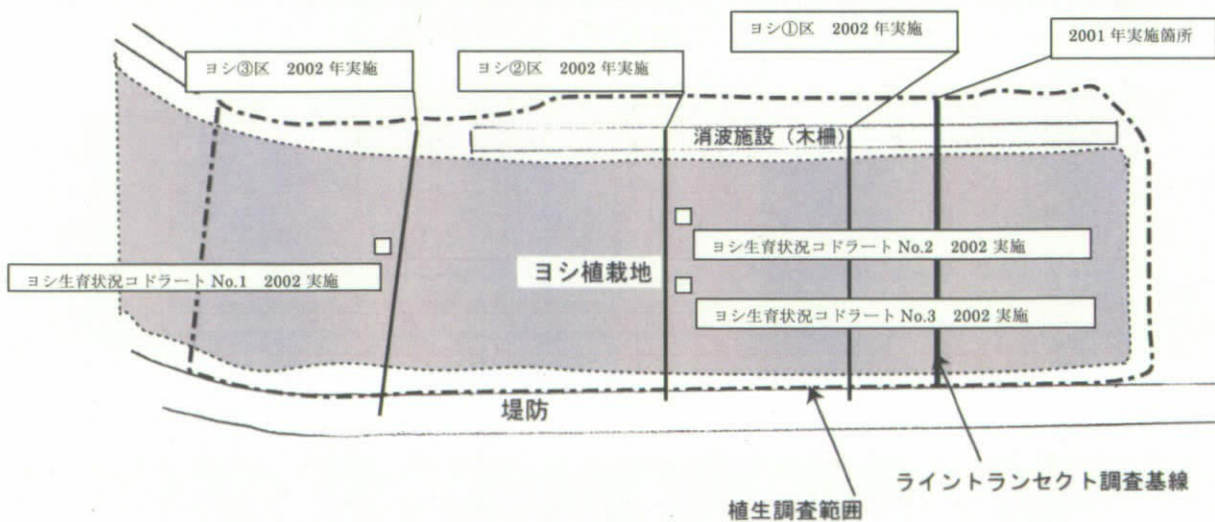 ヨシ①区 2002 年実施
2001 年実施箇所
ヨシ③区 2002 年実施
ヨシ②区 2002 年実施
消波施設(木柵)
ヨシ生育状況コドラート No.2 2002 実施
ヨシ植栽地
ヨシ生育状況コドラート No.1 2002 実施
ヨシ生育状況コドラート No.3 2002 実施
堤防
ライントランセクト調査基線
植生調査範囲